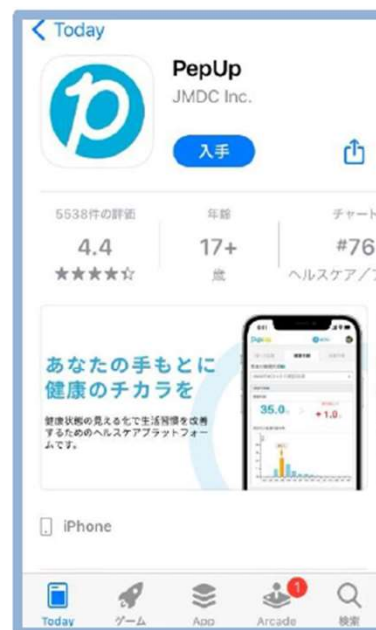 Today
PepUp
JMDC Inc.
入手
5538件の評価
年齢
チャート
4.4
17+
#76
歳
ヘルスケア/フ
あなたの手もとに
健康のチカラを
健康状態の見える化で生活習慣を改善
するためのヘルスケアプラットフォー
ムです。
35.0
1.0
iPhone
1
Today
ゲーム
App
Arcade
検索